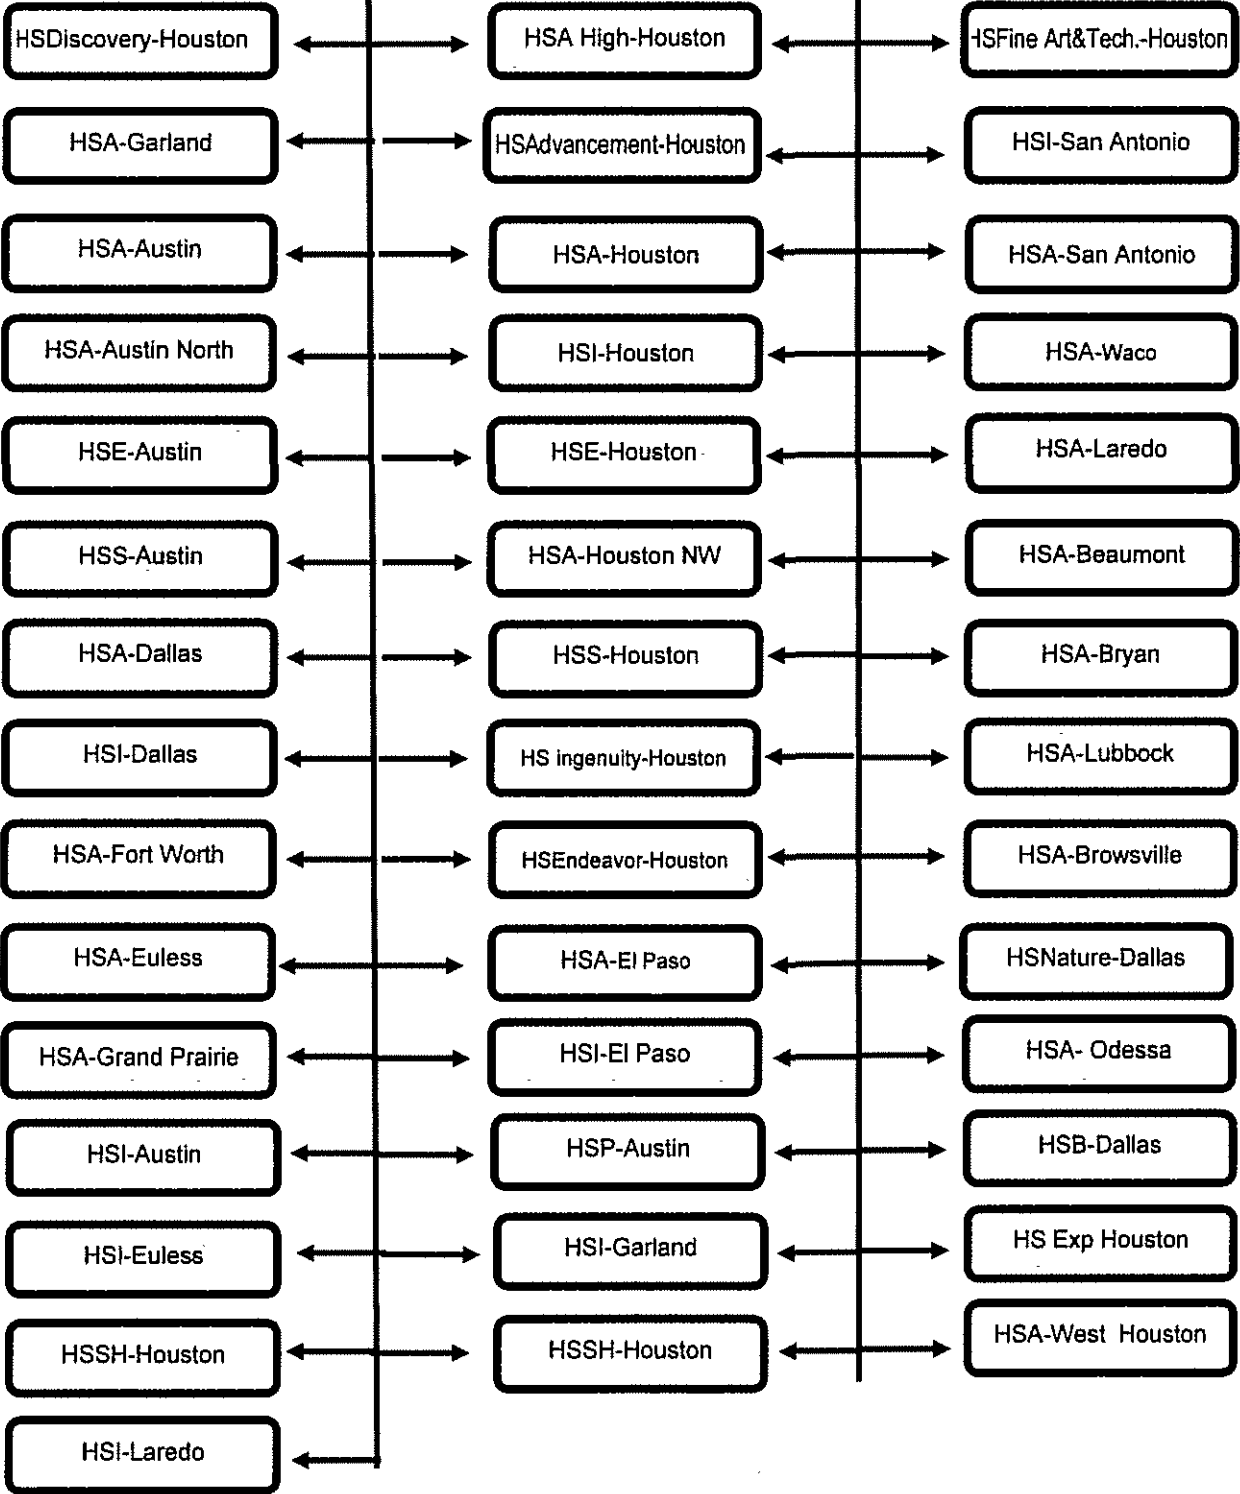 HSDiscovery-Houston
HSA High-Houston
HSFine Art&Tech.-Houston
HSA-Garland
HSAdvancement-Houston
HSI-San Antonio
HSA-Austin
HSA-Houston
HSA-San Antonio
HSA-Austin North
HSI-Houston
HSA-Waco
HSE-Austin
HSE-Houston
HSA-Laredo
HSS-Austin
HSA-Houston NW
HSA-Beaumont
HSA-Dallas
HSS-Houston
HSA-Bryan
HSI-Dallas
HS ingenuity-Houston
HSA-Lubbock
HSA-Fort Worth
HSEndeavor-Houston
HSA-Browsville
HSA-Euless
HSA-El Paso
HSNature-Dallas
HSA-Grand Prairie
HSI-El Paso
HSA- Odessa
HSI-Austin
HSP-Austin
HSB-Dallas
HSI-Euless
HSI-Garland
HS Exp Houston
HSSH-Houston
HSSH-Houston
HSA-West Houston
HSI-Laredo